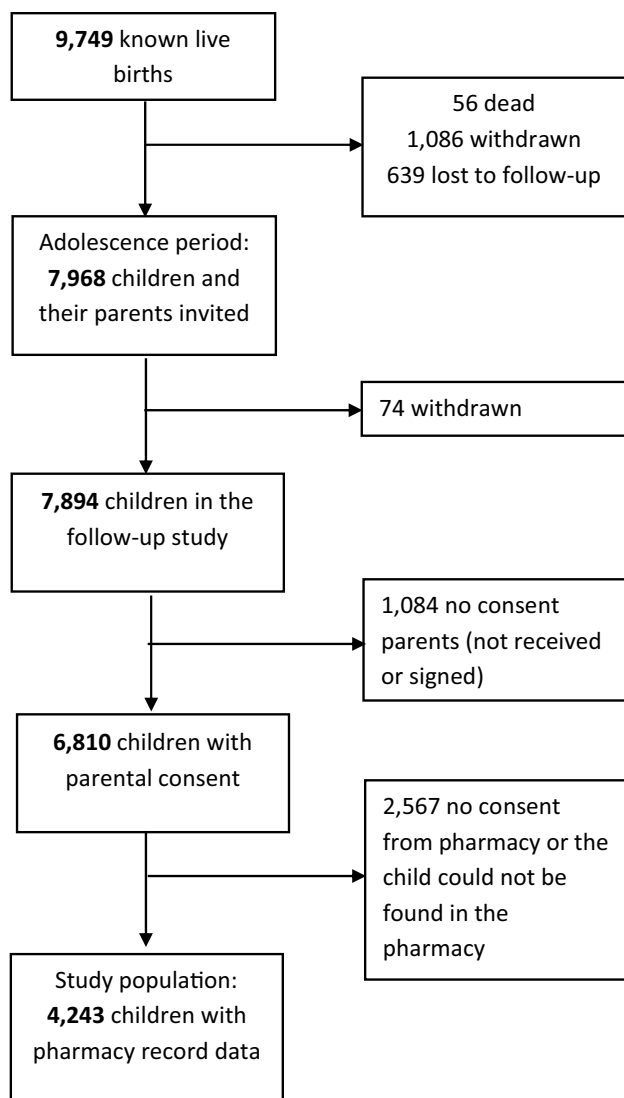 9,749 known live
births
56 dead
1,086 withdrawn
639 lost to follow-up
Adolescence period:
7,968 children and
their parents invited
74 withdrawn
7,894 children in the
follow-up study
1,084 no consent
parents (not received
or signed)
6,810 children with
parental consent
2,567 no consent
from pharmacy or the
child could not be
found in the
pharmacy
Study population:
4,243 children with
pharmacy record data